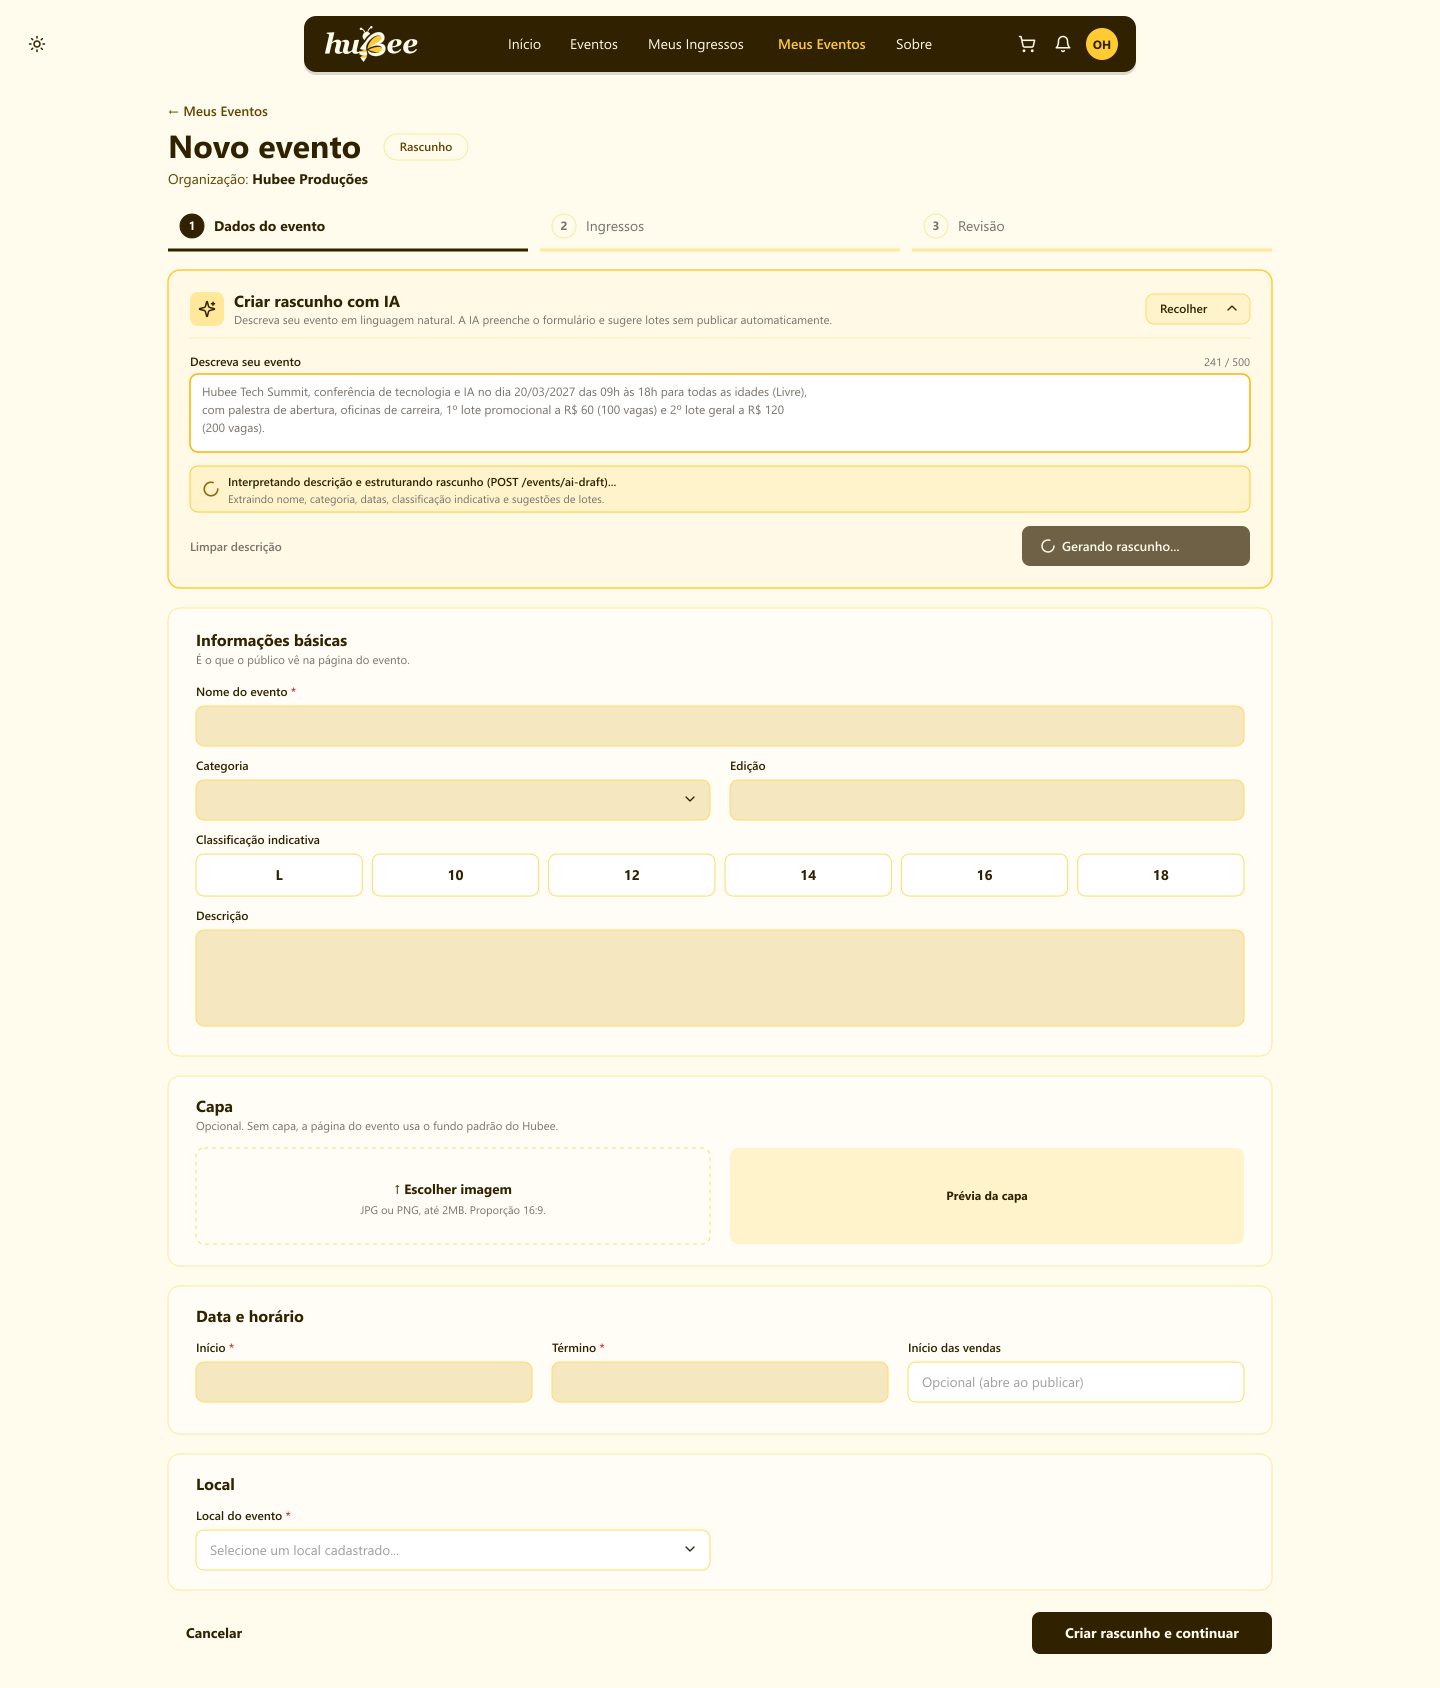 huBee
Início
Eventos
Meus Ingressos
Meus Eventos
Sobre
OH
← Meus Eventos
Novo evento
Rascunho
Organização: Hubee Produções
1 Dados do evento
2 Ingressos
3 Revisão
Criar rascunho com IA
Descreva seu evento em linguagem natural. A IA preenche o formulário e sugere lotes sem publicar automaticamente.
Recolher
Descreva seu evento
241 / 500
Hubee Tech Summit, conferência de tecnologia e IA no dia 20/03/2027 das 09h às 18h para todas as idades (Livre),
com palestra de abertura, oficinas de carreira, 1º lote promocional a R$ 60 (100 vagas) e 2º lote geral a R$ 120
(200 vagas).
Interpretando descrição e estruturando rascunho (POST /events/ai-draft)...
Extraindo nome, categoria, datas, classificação indicativa e sugestões de lotes.
Limpar descrição
Gerando rascunho...
Informações básicas
É o que o público vê na página do evento.
Nome do evento *
Categoria
Edição
Classificação indicativa
L
10
12
14
16
18
Descrição
Capa
Opcional. Sem capa, a página do evento usa o fundo padrão do Hubee.
↑ Escolher imagem
JPG ou PNG, até 2MB. Proporção 16:9.
Prévia da capa
Data e horário
Início *
Término *
Início das vendas
Opcional (abre ao publicar)
Local
Local do evento *
Selecione um local cadastrado...
Cancelar
Criar rascunho e continuar